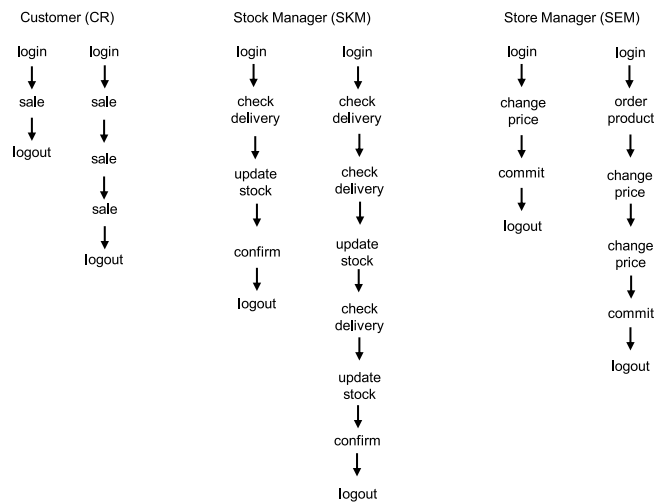 Customer (CR)
login
sale
logout
login
sale
sale
sale
logout
Stock Manager (SKM)
login
check
delivery
update
stock
confirm
logout
login
check
delivery
check
delivery
update
stock
check
delivery
update
stock
confirm
logout
Store Manager (SEM)
login
change
price
commit
logout
login
order
product
change
price
change
price
commit
logout